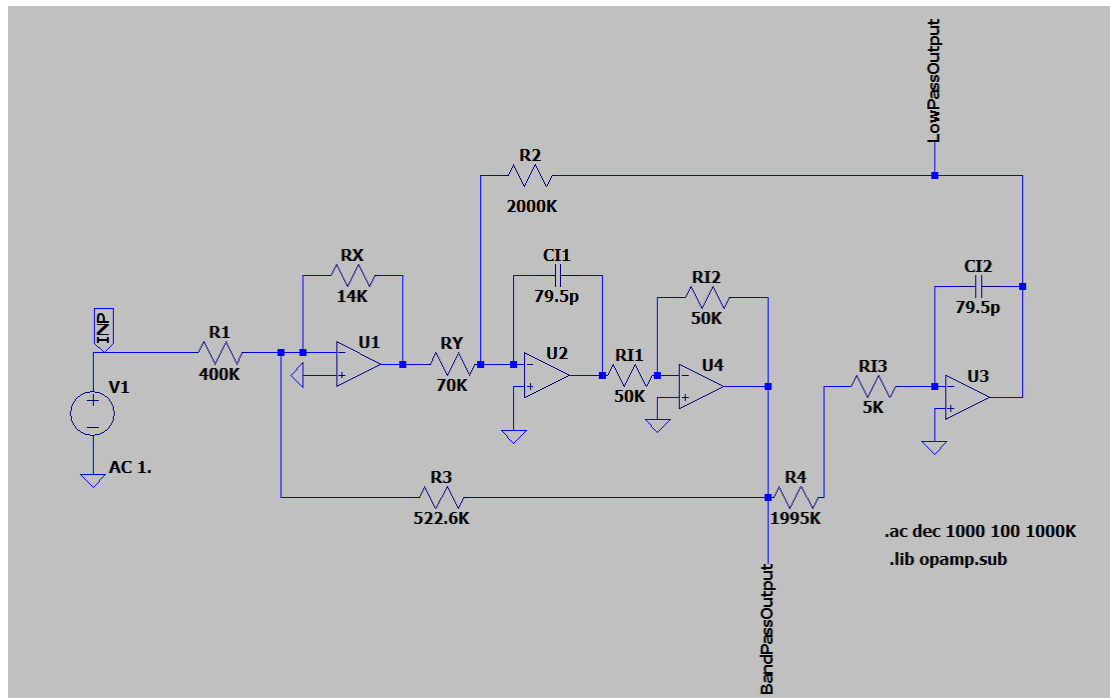 LowPassOutput
R2
2000K
RX
14K
CI1
79.5p
RI2
50K
CI2
79.5p
INP
R1
400K
U1
RY
70K
U2
RI1
50K
U4
RI3
5K
U3
V1
AC 1.
R3
522.6K
R4
1995K
.ac dec 1000 100 1000K
.lib opamp.sub
BandPassOutput